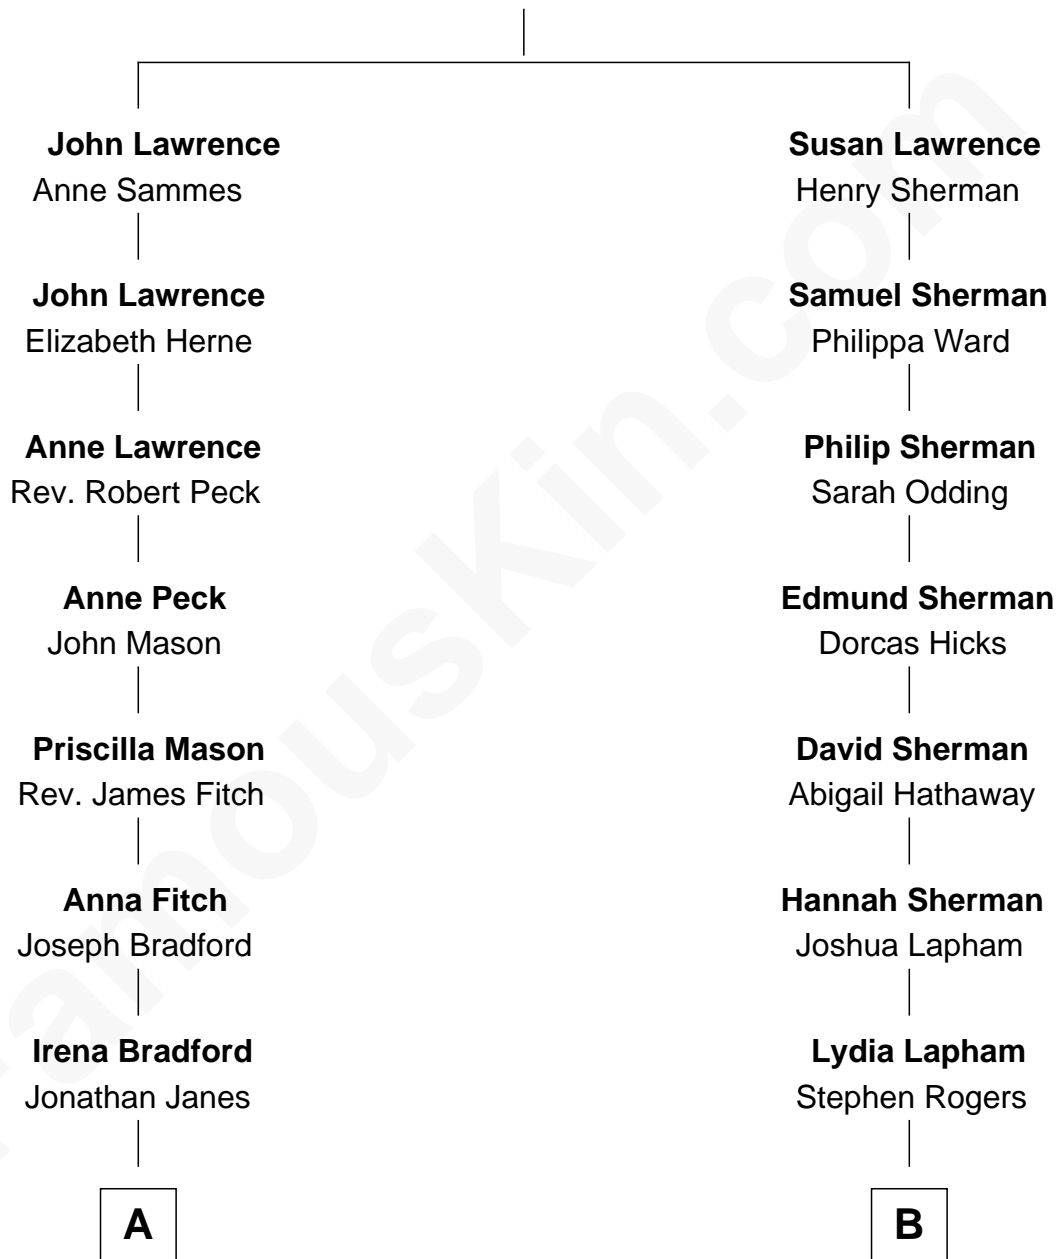 John Lawrence
Anne Sammes
John Lawrence
Elizabeth Herne
Anne Lawrence
Rev. Robert Peck
Anne Peck
John Mason
Priscilla Mason
Rev. James Fitch
Anna Fitch
Joseph Bradford
Irena Bradford
Jonathan Janes
A
Susan Lawrence
Henry Sherman
Samuel Sherman
Philippa Ward
Philip Sherman
Sarah Odding
Edmund Sherman
Dorcas Hicks
David Sherman
Abigail Hathaway
Hannah Sherman
Joshua Lapham
Lydia Lapham
Stephen Rogers
B
FamousKin.com